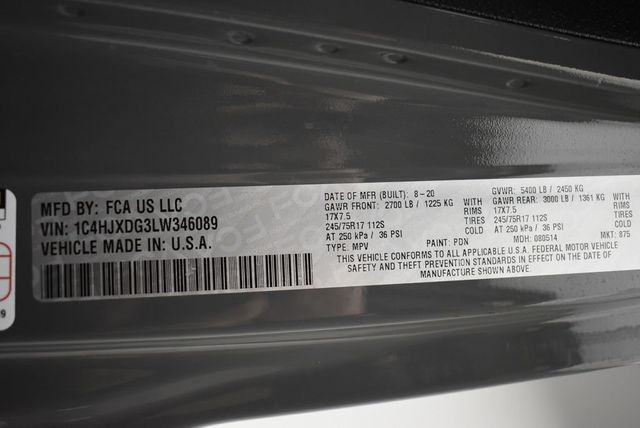 MFD BY: FCA US LLC
VIN: 1C4HJXDG3LW346089
VEHICLE MADE IN: U.S.A.
DATE OF MFR (BUILT): 8-20 GVWR: 5400 LB / 2450 KG
GAWR FRONT: 2700 LB / 1225 KG WITH GAWR REAR: 3000 LB / 1361 KG WITH
17X7.5 RIMS 17X7.5 RIMS
245/75R17 112S TIRES 245/75R17 112S TIRES
AT 250 kPa / 36 PSI COLD AT 250 kPa / 36 PSI COLD
TYPE: MPV PAINT: PDN MDH: 080514 MKT: 875
THIS VEHICLE CONFORMS TO ALL APPLICABLE U.S.A. FEDERAL MOTOR VEHICLE
SAFETY AND THEFT PREVENTION STANDARDS IN EFFECT ON THE DATE OF
MANUFACTURE SHOWN ABOVE.